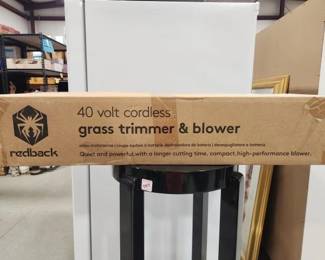 40 volt cordless
grass trimmer & blower
redback
Quiet and powerful with a longer cutting time, compact, high-performance blower.